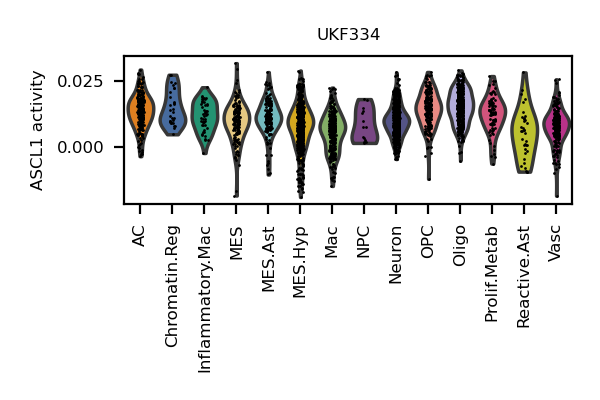 UKF334
ASCL1 activity
0.025
0.000
AC
Chromatin.Reg
Inflammatory.Mac
MES
MES.Ast
MES.Hyp
Mac
NPC
Neuron
OPC
Oligo
Prolif.Metab
Reactive.Ast
Vasc